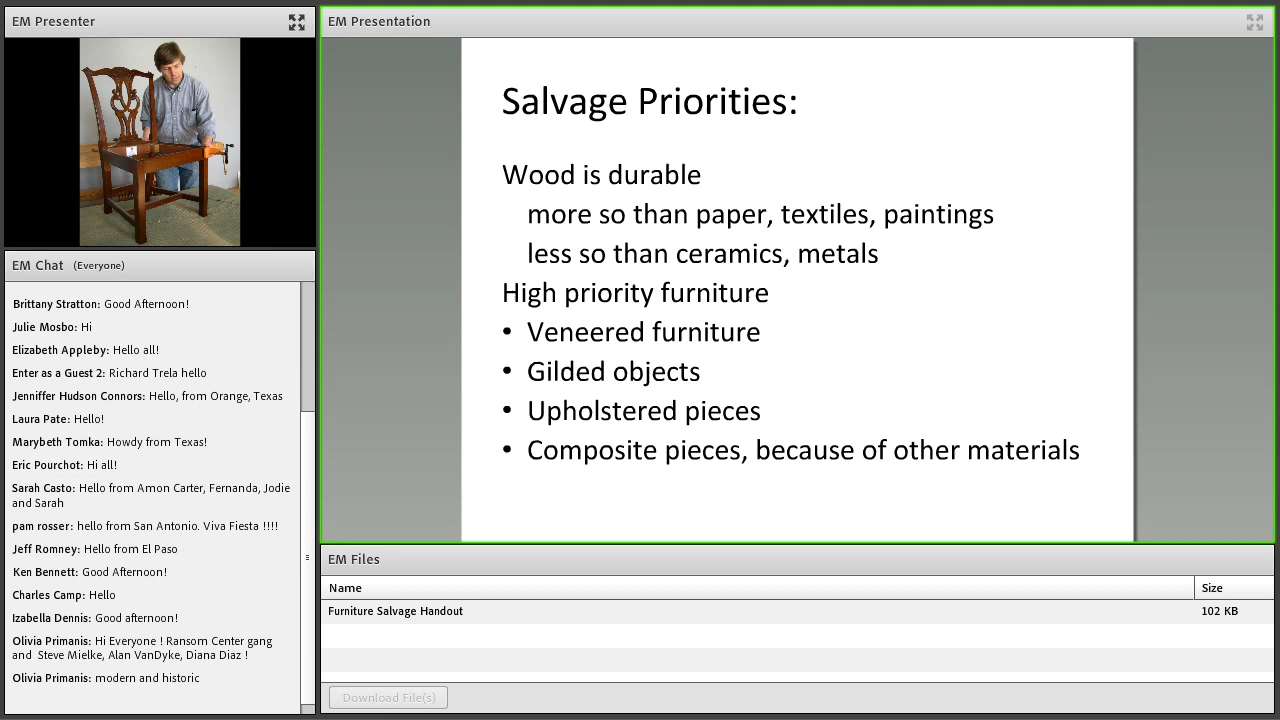 EM Presenter
EM Chat (Everyone)
Brittany Stratton: Good Afternoon!
Julie Mosbo: Hi
Elizabeth Appleby: Hello all!
Enter as a Guest 2: Richard Trela hello
Jenniffer Hudson Connors: Hello, from Orange, Texas
Laura Pate: Hello!
Marybeth Tomka: Howdy from Texas!
Eric Pourchot: Hi all!
Sarah Casto: Hello from Amon Carter, Fernanda, Jodie
and Sarah
pam rosser: hello from San Antonio. Viva Fiesta !!!!
Jeff Romney: Hello from El Paso
Ken Bennett: Good Afternoon!
Charles Camp: Hello
Izabella Dennis: Good afternoon!
Olivia Primanis: Hi Everyone ! Ransom Center gang
and Steve Mielke, Alan VanDyke, Diana Diaz !
Olivia Primanis: modern and historic
EM Presentation
Salvage Priorities:
Wood is durable
more so than paper, textiles, paintings
less so than ceramics, metals
High priority furniture
• Veneered furniture
• Gilded objects
• Upholstered pieces
• Composite pieces, because of other materials
EM Files
Name Size
Furniture Salvage Handout 102 KB
Download File(s)